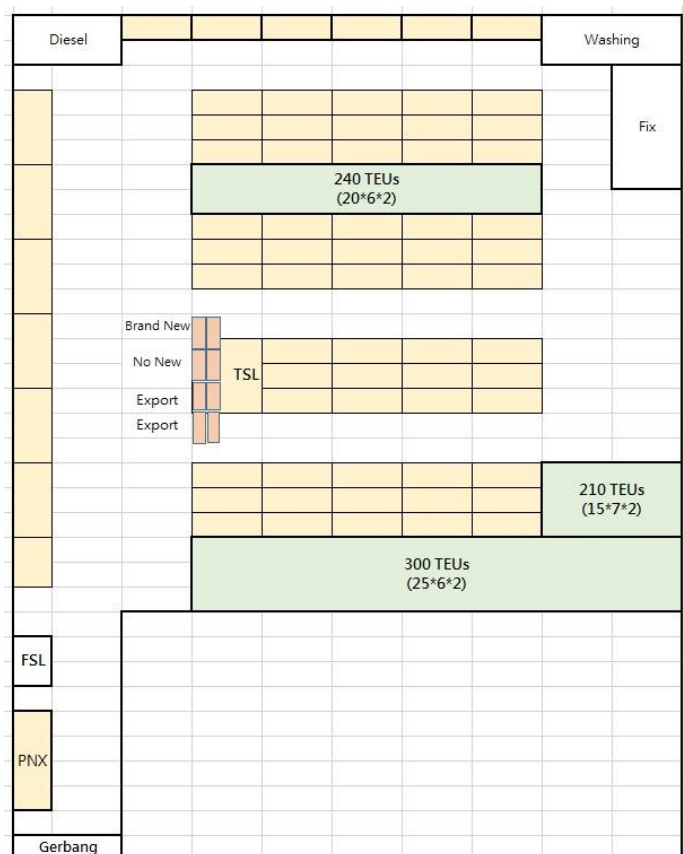 Diesel
Washing
Fix
240 TEUs
(20*6*2)
Brand New
No New
TSL
Export
Export
210 TEUs
(15*7*2)
300 TEUs
(25*6*2)
FSL
PNX
Gerbang